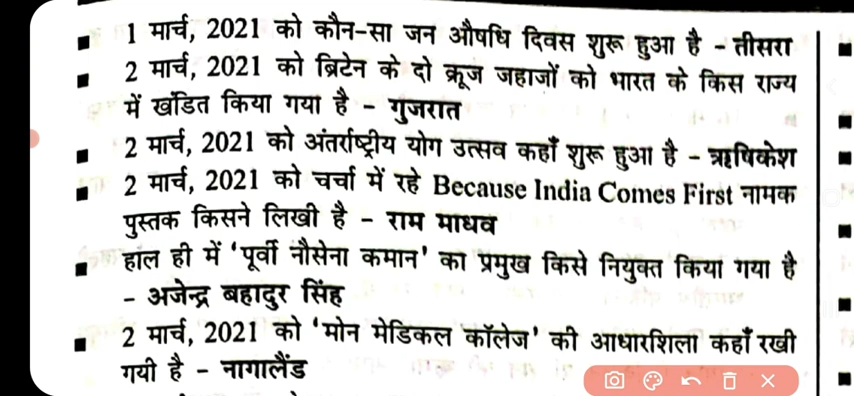 ▪ 1 मार्च, 2021 को कौन-सा जन औषधि दिवस शुरू हुआ है - तीसरा
▪ 2 मार्च, 2021 को ब्रिटेन के दो क्रूज जहाजों को भारत के किस राज्य
में खंडित किया गया है - गुजरात
▪ 2 मार्च, 2021 को अंतर्राष्ट्रीय योग उत्सव कहाँ शुरू हुआ है - ऋषिकेश
▪ 2 मार्च, 2021 को चर्चा में रहे Because India Comes First नामक
पुस्तक किसने लिखी है - राम माधव
▪ हाल ही में 'पूर्वी नौसेना कमान' का प्रमुख किसे नियुक्त किया गया है
- अजेन्द्र बहादुर सिंह
▪ 2 मार्च, 2021 को 'मोन मेडिकल कॉलेज' की आधारशिला कहाँ रखी
गयी है - नागालैंड